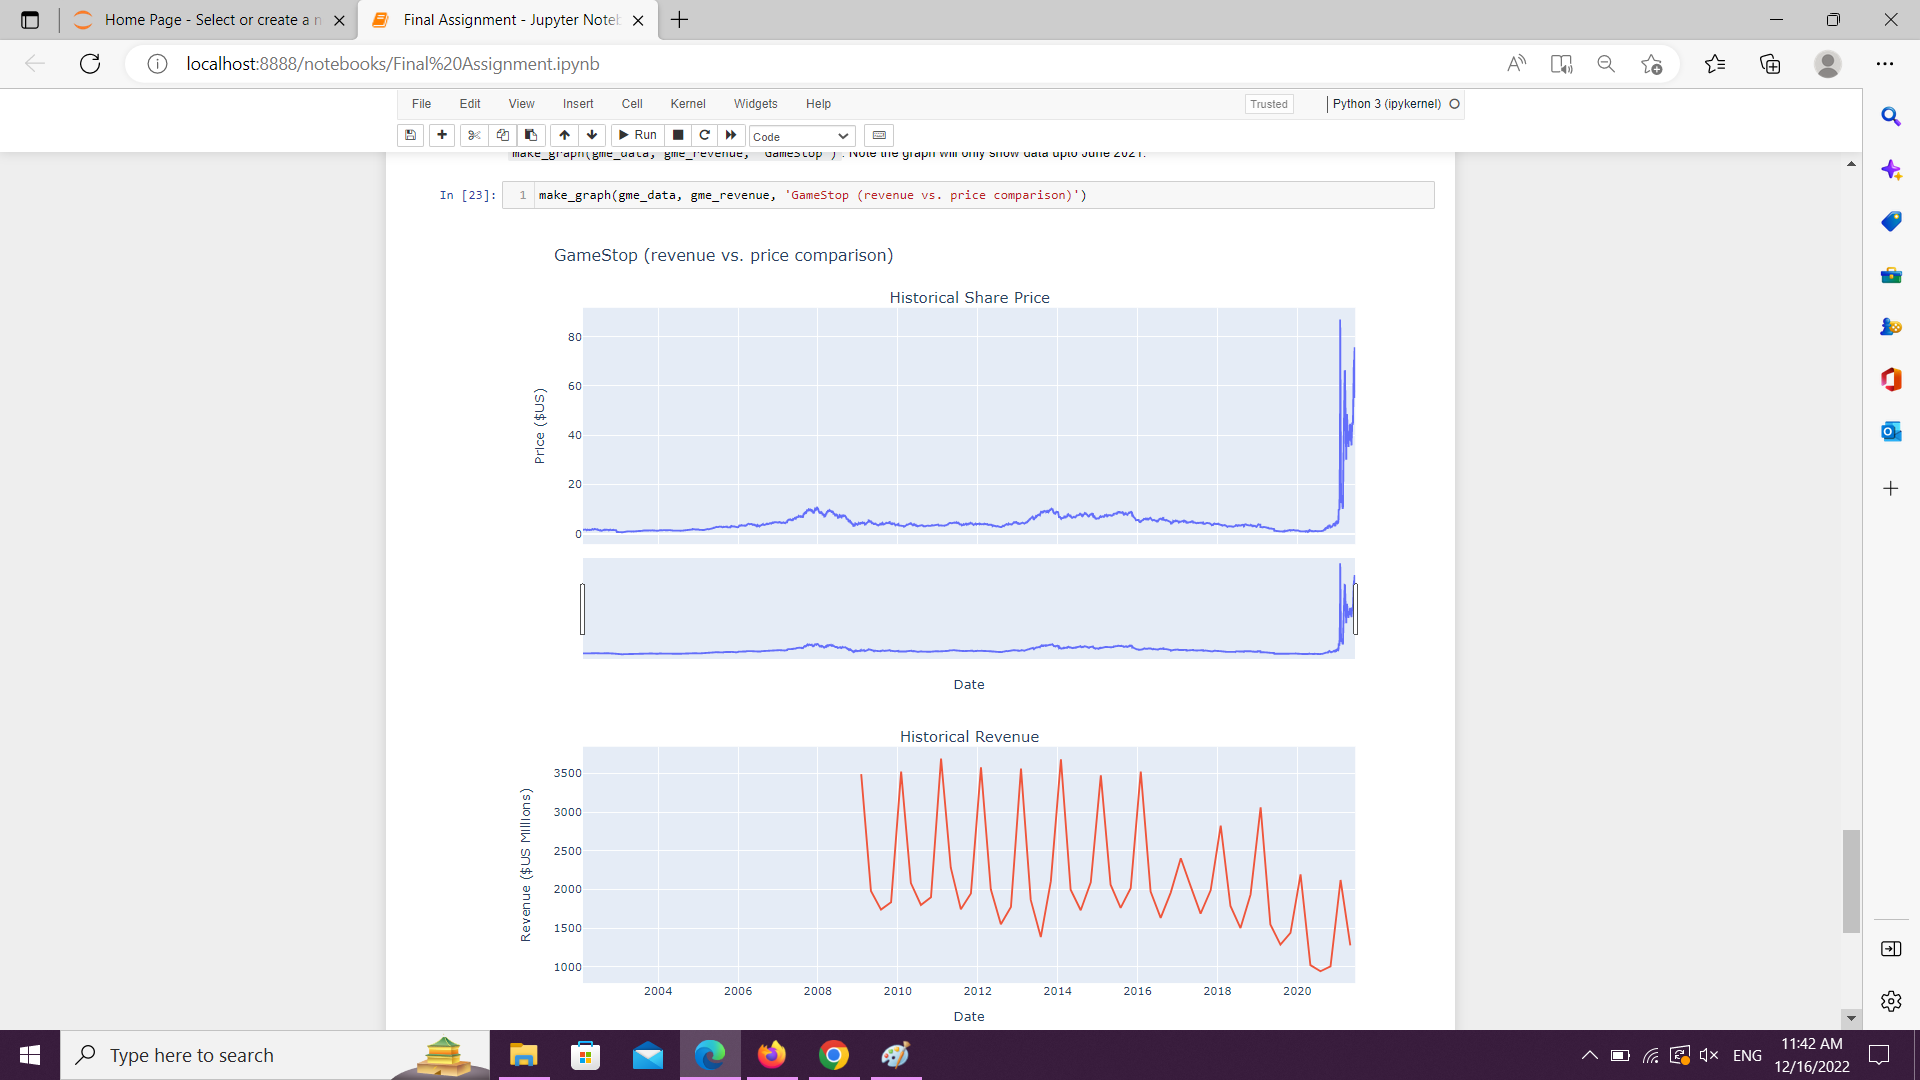 Home Page - Select or create a n
Final Assignment - Jupyter Noteb
localhost:8888/notebooks/Final%20Assignment.ipynb
File Edit View Insert Cell Kernel Widgets Help
Trusted
Python 3 (ipykernel)
Run
Code
make_graph(gme_data, gme_revenue, 'GameStop') . Note the graph will only show data upto June 2021.
In [23]:
1 make_graph(gme_data, gme_revenue, 'GameStop (revenue vs. price comparison)')
GameStop (revenue vs. price comparison)
Historical Share Price
80
60
40
20
0
Price ($US)
Date
Historical Revenue
3500
3000
2500
2000
1500
1000
Revenue ($US Millions)
2004 2006 2008 2010 2012 2014 2016 2018 2020
Date
Type here to search
ENG
11:42 AM
12/16/2022